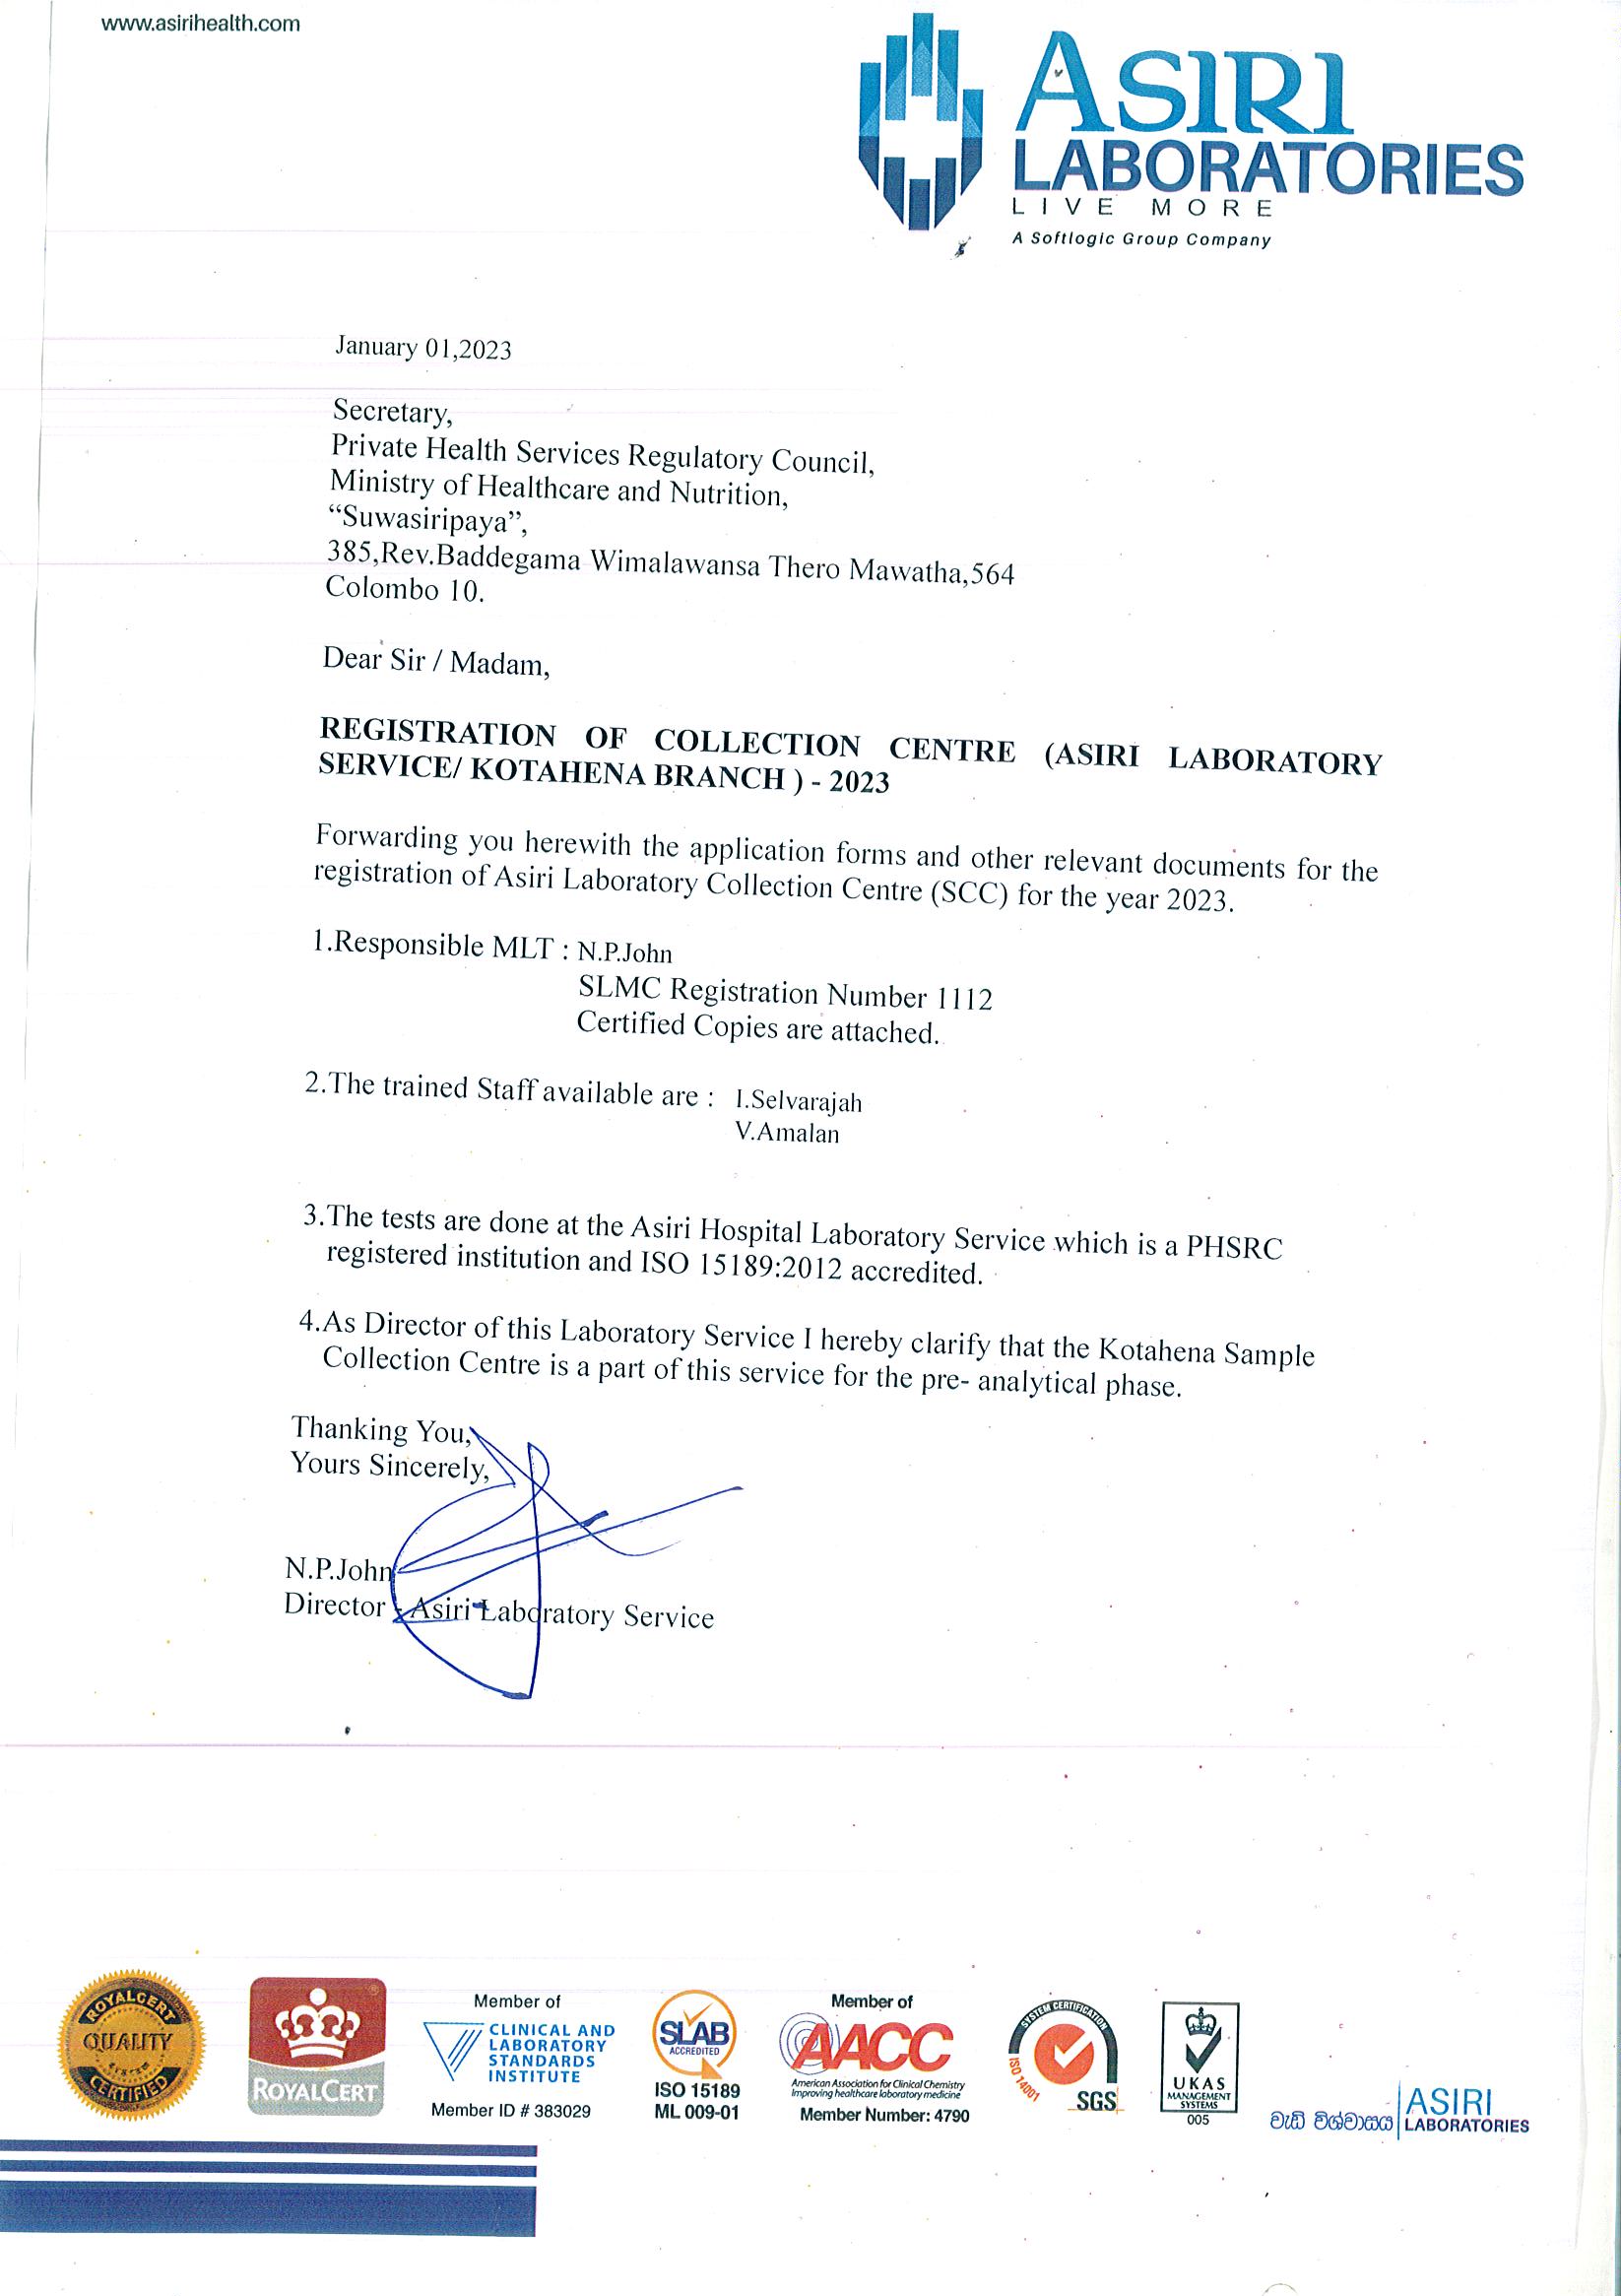 www.asirihealth.com
ASIRI
LABORATORIES
LIVE MORE
A Softlogic Group Company
January 01,2023
Secretary,
Private Health Services Regulatory Council,
Ministry of Healthcare and Nutrition,
“Suwasiripaya”,
385,Rev.Baddegama Wimalawansa Thero Mawatha,564
Colombo 10.
Dear Sir / Madam,
REGISTRATION OF COLLECTION CENTRE (ASIRI LABORATORY
SERVICE/ KOTAHENA BRANCH ) - 2023
Forwarding you herewith the application forms and other relevant documents for the
registration of Asiri Laboratory Collection Centre (SCC) for the year 2023.
1.Responsible MLT : N.P.John
SLMC Registration Number 1112
Certified Copies are attached.
2.The trained Staff available are : I.Selvarajah
V.Amalan
3.The tests are done at the Asiri Hospital Laboratory Service which is a PHSRC
registered institution and ISO 15189:2012 accredited.
4.As Director of this Laboratory Service I hereby clarify that the Kotahena Sample
Collection Centre is a part of this service for the pre- analytical phase.
Thanking You,
Yours Sincerely,
N.P.John
Director - Asiri Laboratory Service
ROYALCERT
QUALITY
CERTIFIED
ROYALCERT
Member of
CLINICAL AND
LABORATORY
STANDARDS
INSTITUTE
Member ID # 383029
SLAB
ACCREDITED
ISO 15189
ML 009-01
Member of
AACC
American Association for Clinical Chemistry
Improving healthcare laboratory medicine
Member Number: 4790
SYSTEM CERTIFICATION
ISO 14001
SGS
UKAS
MANAGEMENT
SYSTEMS
005
වැඩි විශ්වාසය
ASIRI
LABORATORIES